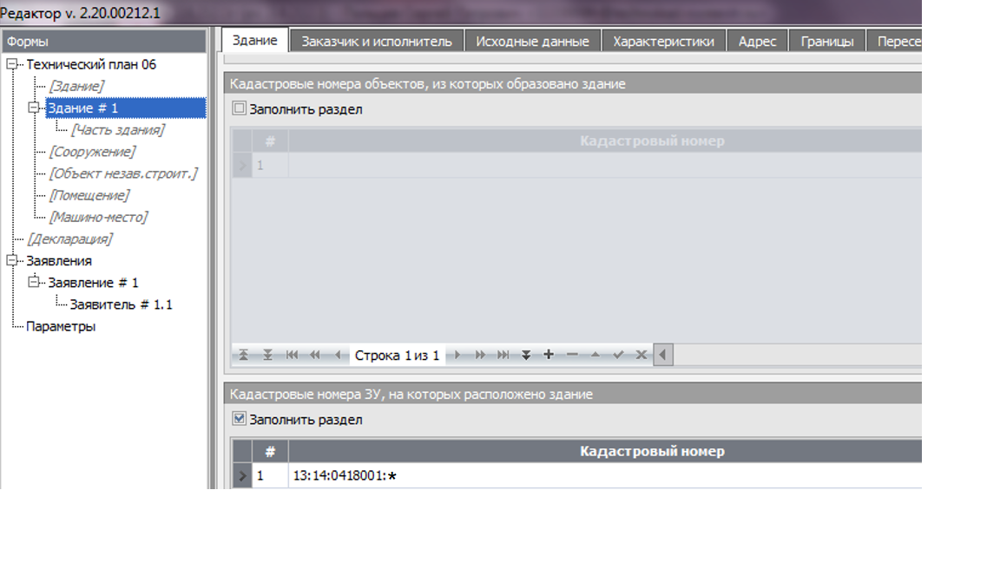 Редактор v. 2.20.00212.1
Формы
Технический план 06
[Здание]
Здание # 1
[Часть здания]
[Сооружение]
[Объект незав.строит.]
[Помещение]
[Машино-место]
[Декларация]
Заявления
Заявление # 1
Заявитель # 1.1
Параметры
Здание Заказчик и исполнитель Исходные данные Характеристики Адрес Границы Пересе
Кадастровые номера объектов, из которых образовано здание
Заполнить раздел
# Кадастровый номер
1
Строка 1 из 1
Кадастровые номера ЗУ, на которых расположено здание
Заполнить раздел
# Кадастровый номер
1 13:14:0418001:*